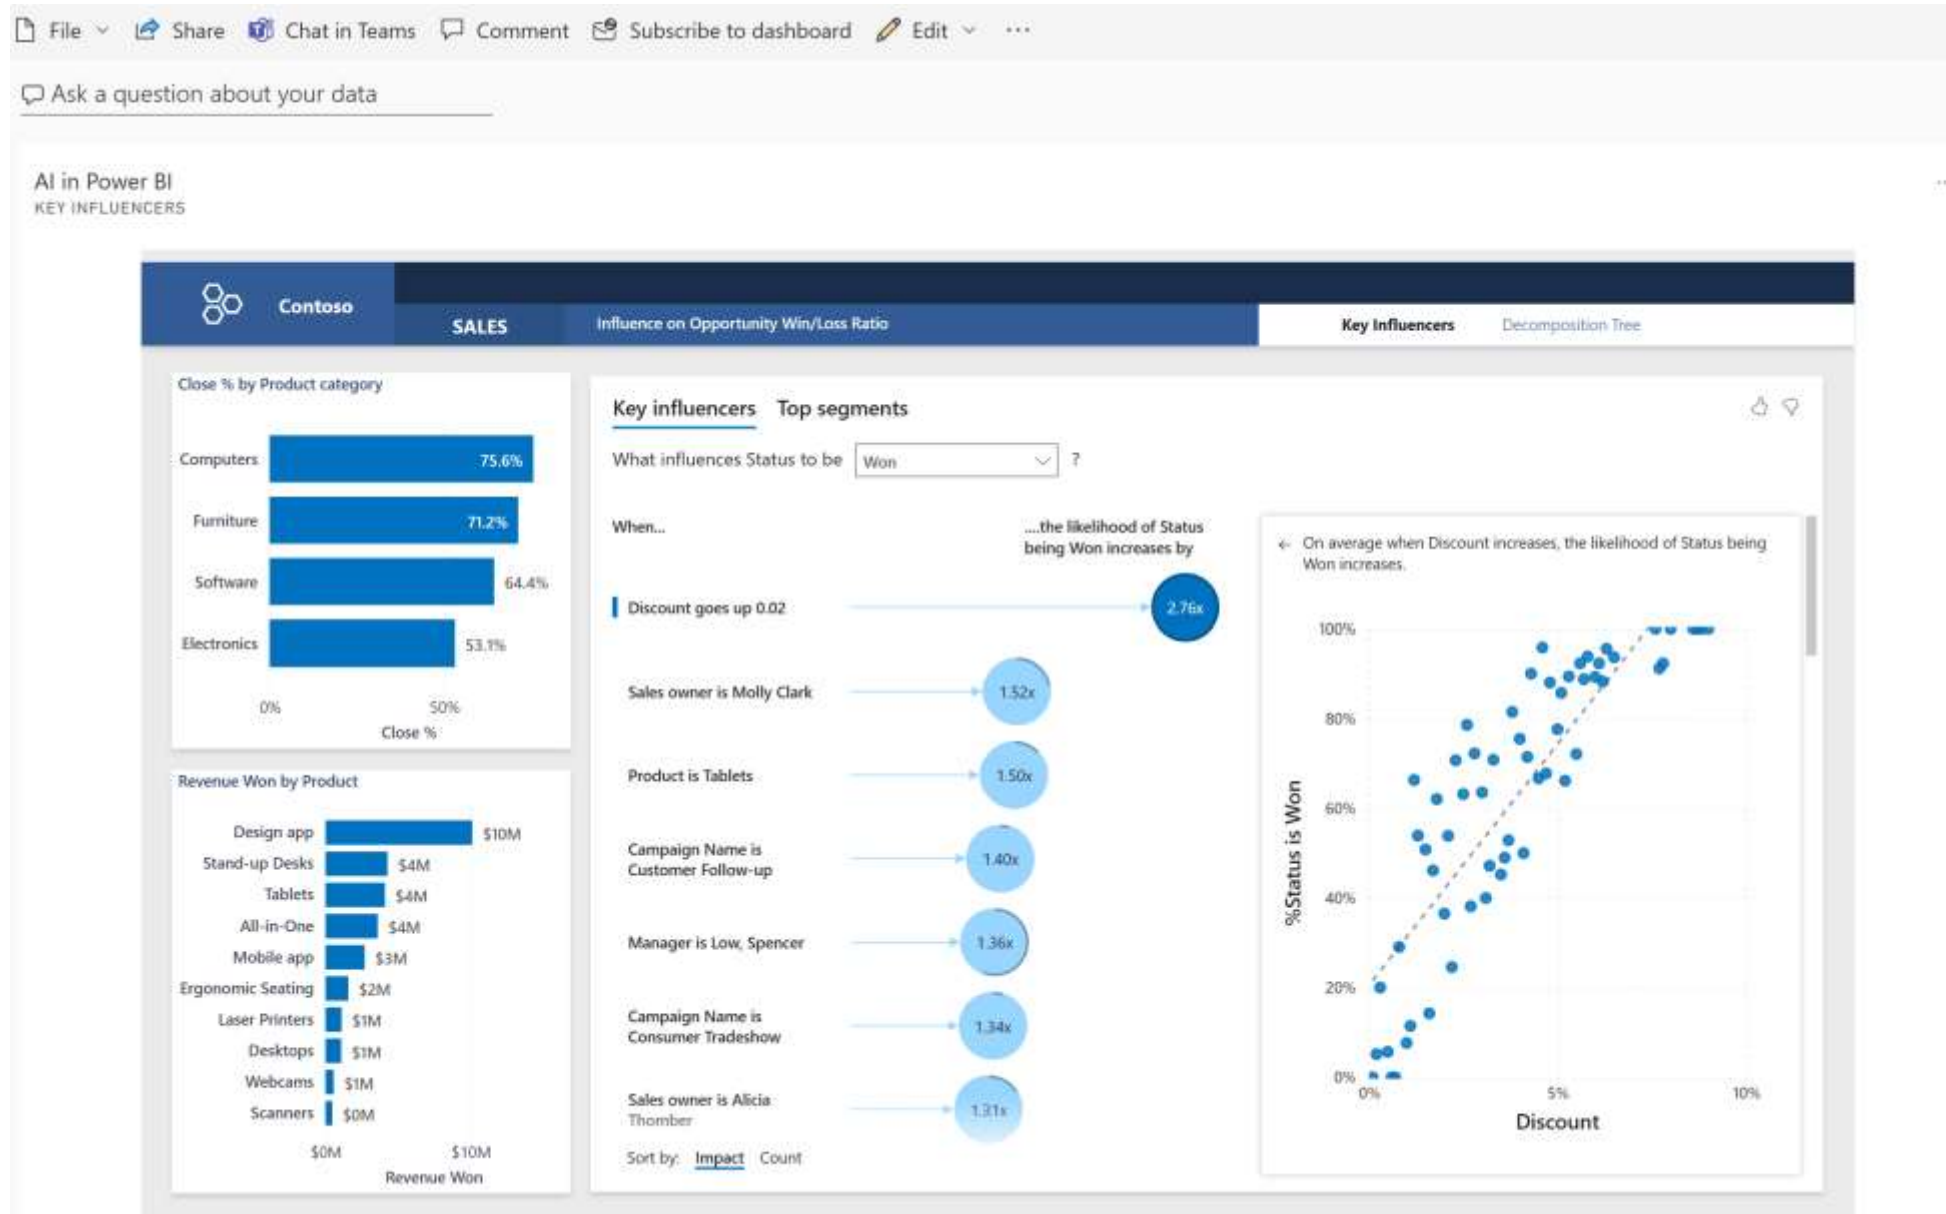 File Share Chat in Teams Comment Subscribe to dashboard Edit ...
Ask a question about your data
AI in Power BI
KEY INFLUENCERS
Contoso
SALES
Influence on Opportunity Win/Loss Ratio
Key Influencers Decomposition Tree
Close % by Product category
Computers 75.6%
Furniture 71.2%
Software 64.4%
Electronics 53.1%
0% 50%
Close %
Revenue Won by Product
Design app $10M
Stand-up Desks $4M
Tablets $4M
All-in-One $4M
Mobile app $3M
Ergonomic Seating $2M
Laser Printers $1M
Desktops $1M
Webcams $1M
Scanners $0M
$0M $10M
Revenue Won
Key influencers Top segments
What influences Status to be Won ?
When...
....the likelihood of Status
being Won increases by
Discount goes up 0.02 2.76x
Sales owner is Molly Clark 1.52x
Product is Tablets 1.50x
Campaign Name is
Customer Follow-up 1.40x
Manager is Low, Spencer 1.36x
Campaign Name is
Consumer Tradeshow 1.34x
Sales owner is Alicia
Thomber 1.31x
Sort by: Impact Count
On average when Discount increases, the likelihood of Status being
Won increases.
100%
80%
60%
40%
20%
0%
%Status is Won
0% 5% 10%
Discount